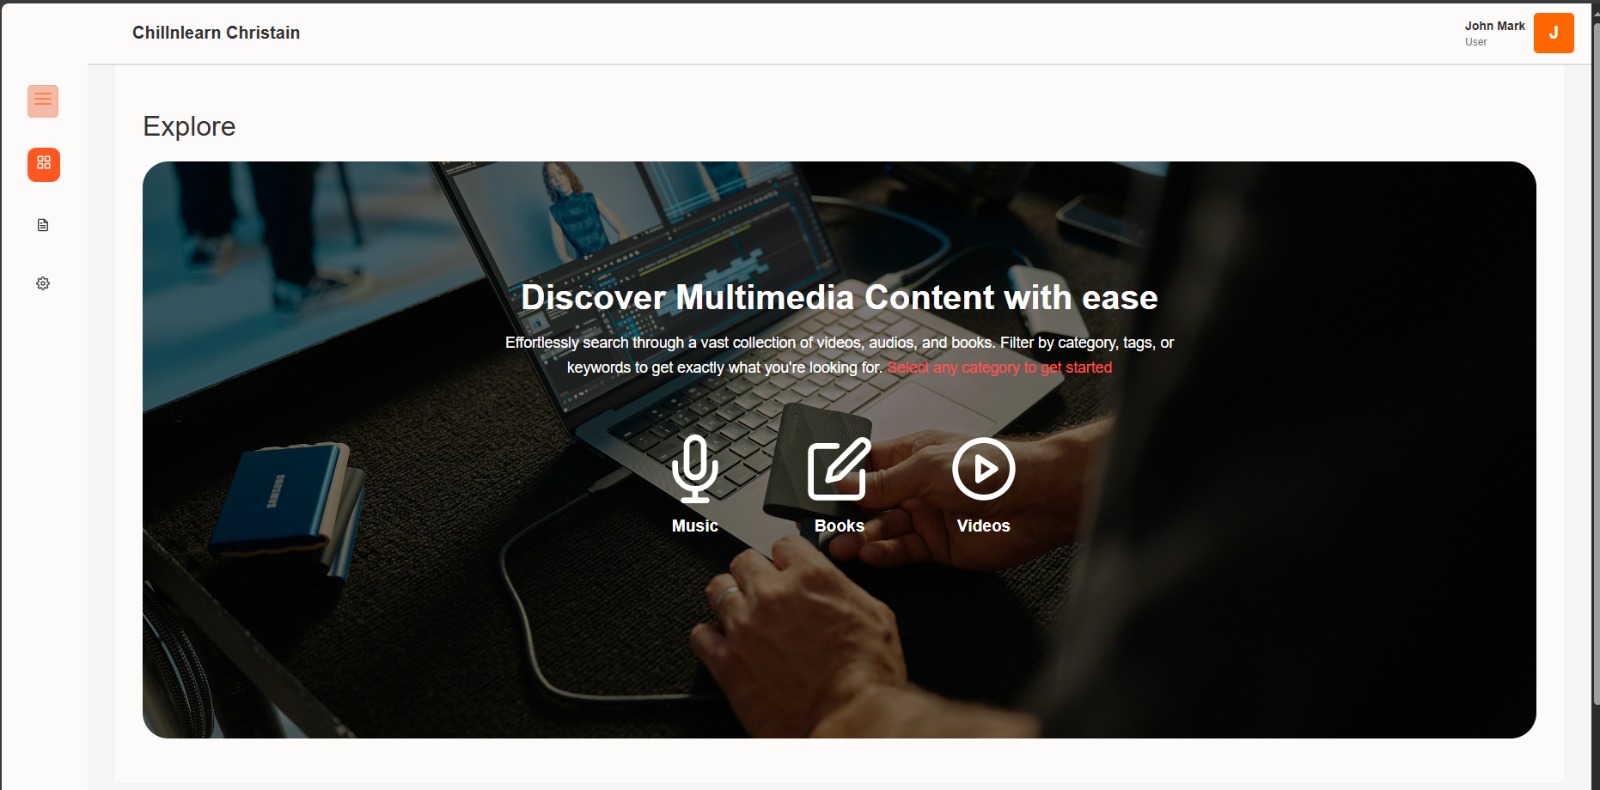 Chillnlearn Christain
John Mark
User
J
Explore
Discover Multimedia Content with ease
Effortlessly search through a vast collection of videos, audios, and books. Filter by category, tags, or
keywords to get exactly what you're looking for. Select any category to get started
SAMSUNG
Music
Books
Videos